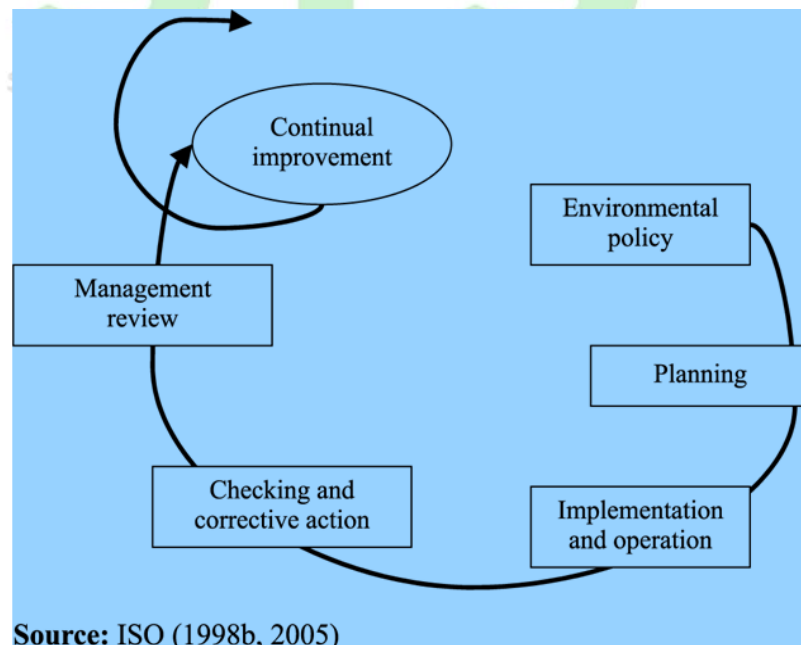 Continual
improvement
Environmental
policy
Management
review
Planning
Checking and
corrective action
Implementation
and operation
Source: ISO (1998b, 2005)